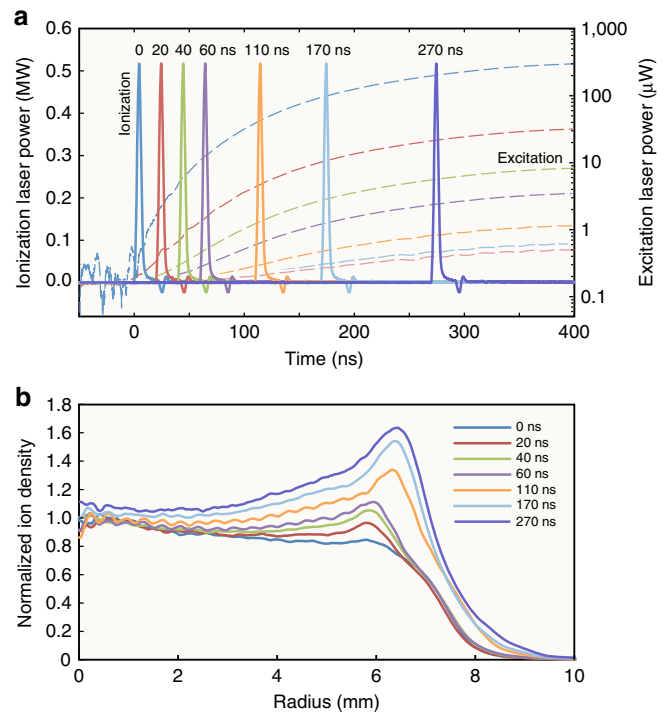 a
0 20 40 60 ns 110 ns 170 ns 270 ns
Ionization
Excitation
0.6
0.5
0.4
0.3
0.2
0.1
0.0
Ionization laser power (MW)
1,000
100
10
1
0.1
Excitation laser power (μW)
0 100 200 300 400
Time (ns)
b
1.8
1.6
1.4
1.2
1.0
0.8
0.6
0.4
0.2
0
Normalized ion density
0 ns
20 ns
40 ns
60 ns
110 ns
170 ns
270 ns
0 2 4 6 8 10
Radius (mm)